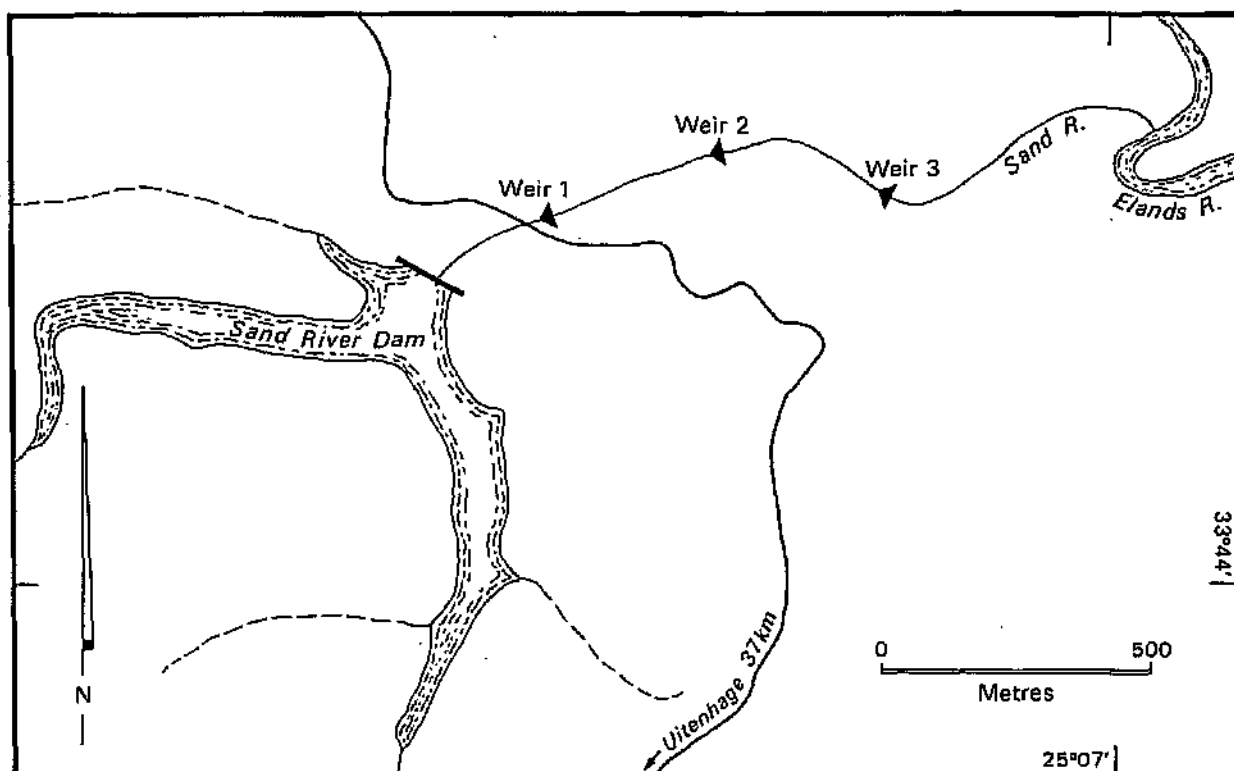 Weir 2
Weir 3
Sand R.
Weir 1
Elands R.
Sand River Dam
33°44'
Uitenhage 37km
0 500
Metres
N
25°07'